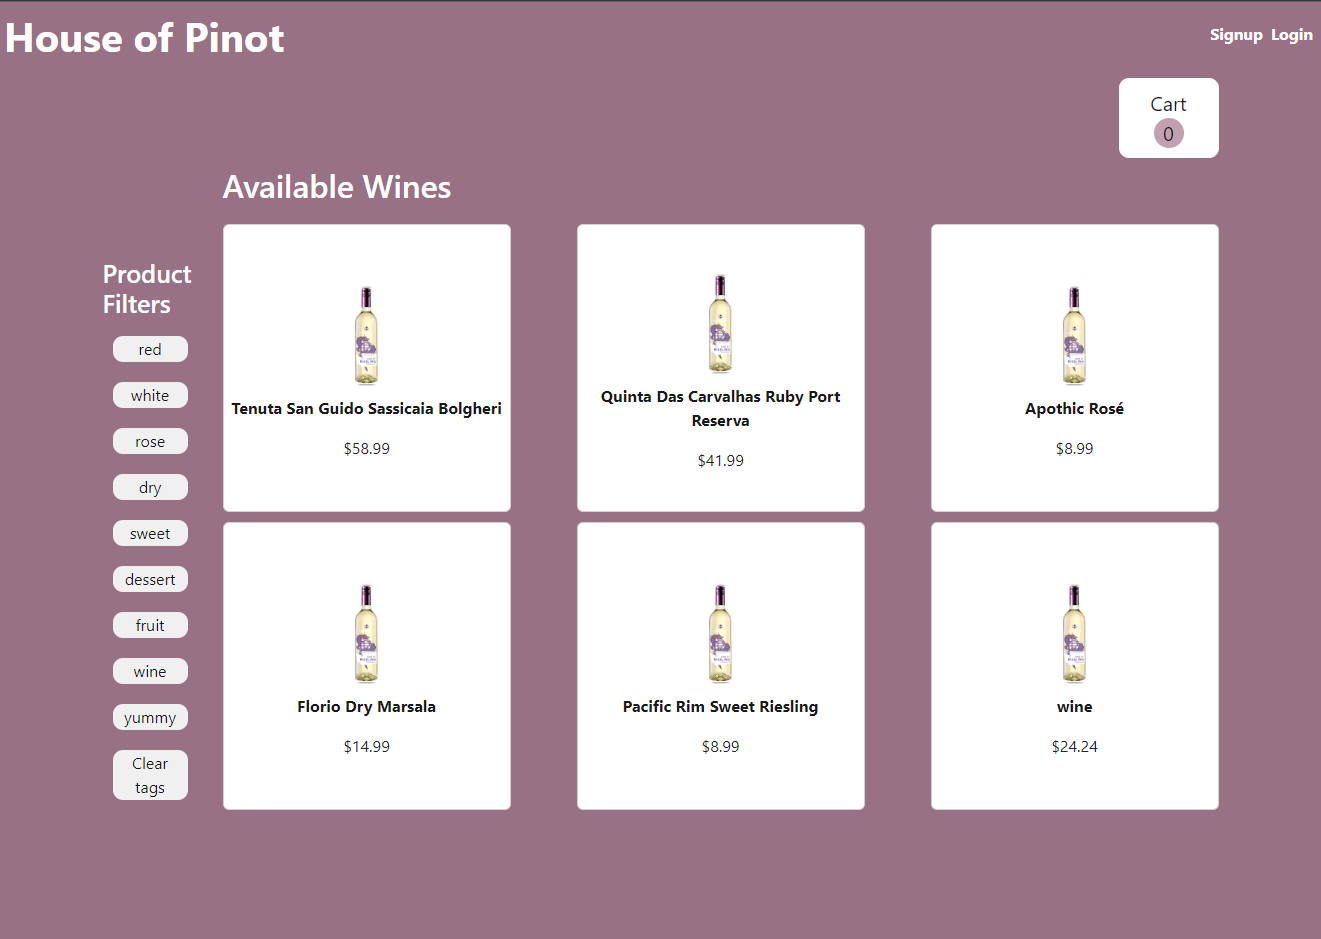 House of Pinot
Signup Login
Cart
0
Available Wines
Product
Filters
red
white
rose
dry
sweet
dessert
fruit
wine
yummy
Clear
tags
Tenuta San Guido Sassicaia Bolgheri
$58.99
Quinta Das Carvalhas Ruby Port
Reserva
$41.99
Apothic Rosé
$8.99
Florio Dry Marsala
$14.99
Pacific Rim Sweet Riesling
$8.99
wine
$24.24